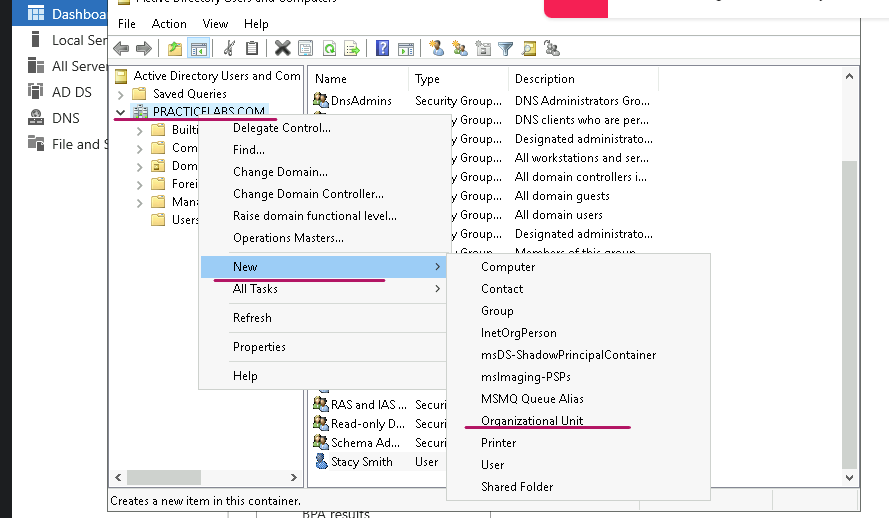 Active Directory Users and Computers
File Action View Help
Dashboa
Local Ser
All Server
AD DS
DNS
File and S
Active Directory Users and Com
Saved Queries
PRACTICELABS.COM
Builti
Com
Dom
Forei
Mana
Users
Name Type Description
DnsAdmins Security Group... DNS Administrators Gro...
y Group... DNS clients who are per...
y Group... Designated administrato...
y Group... All workstations and ser...
y Group... All domain controllers i...
y Group... All domain guests
y Group... All domain users
y Group... Designated administrato...
y Group... Members of this group
RAS and IAS ... Securi
Read-only D... Securi
Schema Ad... Securi
Stacy Smith User
Delegate Control...
Find...
Change Domain...
Change Domain Controller...
Raise domain functional level...
Operations Masters...
New
All Tasks
Refresh
Properties
Help
Computer
Contact
Group
InetOrgPerson
msDS-ShadowPrincipalContainer
msImaging-PSPs
MSMQ Queue Alias
Organizational Unit
Printer
User
Shared Folder
Creates a new item in this container.
BPA results